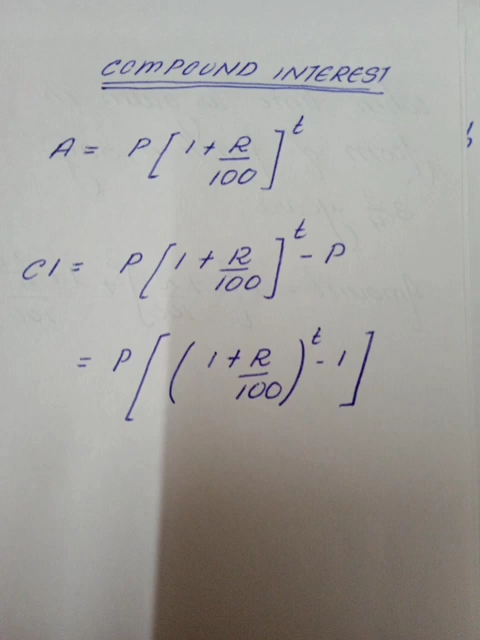 COMPOUND INTEREST
A = P[1 + R/100]^t
CI = P[1 + R/100]^t - P
= P[(1 + R/100)^t - 1]